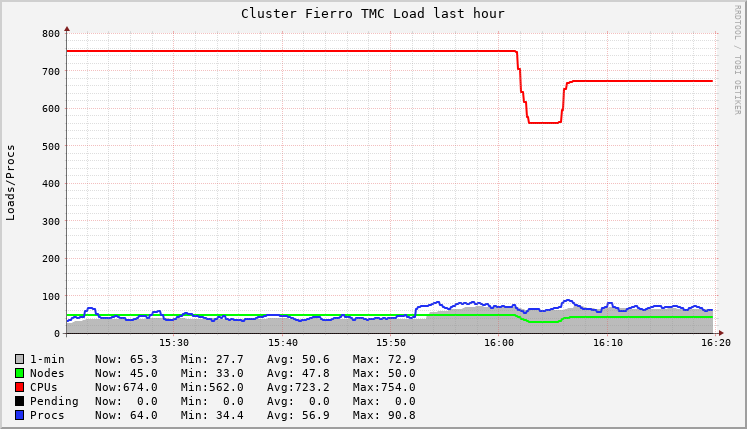 Cluster Fierro TMC Load last hour
RRDTOOL / TOBI OETIKER
Loads/Procs
800
700
600
500
400
300
200
100
0
15:30 15:40 15:50 16:00 16:10 16:20
1-min Now: 65.3 Min: 27.7 Avg: 50.6 Max: 72.9
Nodes Now: 45.0 Min: 33.0 Avg: 47.8 Max: 50.0
CPUs Now:674.0 Min:562.0 Avg:723.2 Max:754.0
Pending Now: 0.0 Min: 0.0 Avg: 0.0 Max: 0.0
Procs Now: 64.0 Min: 34.4 Avg: 56.9 Max: 90.8